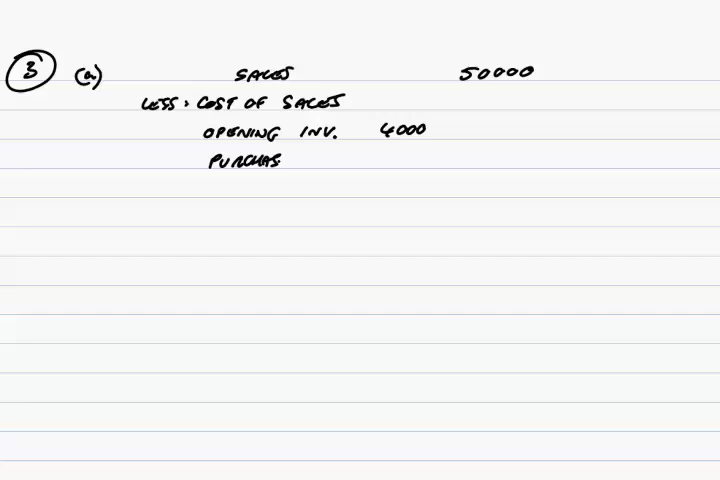 3 (a) SALES 50000
LESS: COST OF SALES
OPENING INV. 4000
PURCHAS